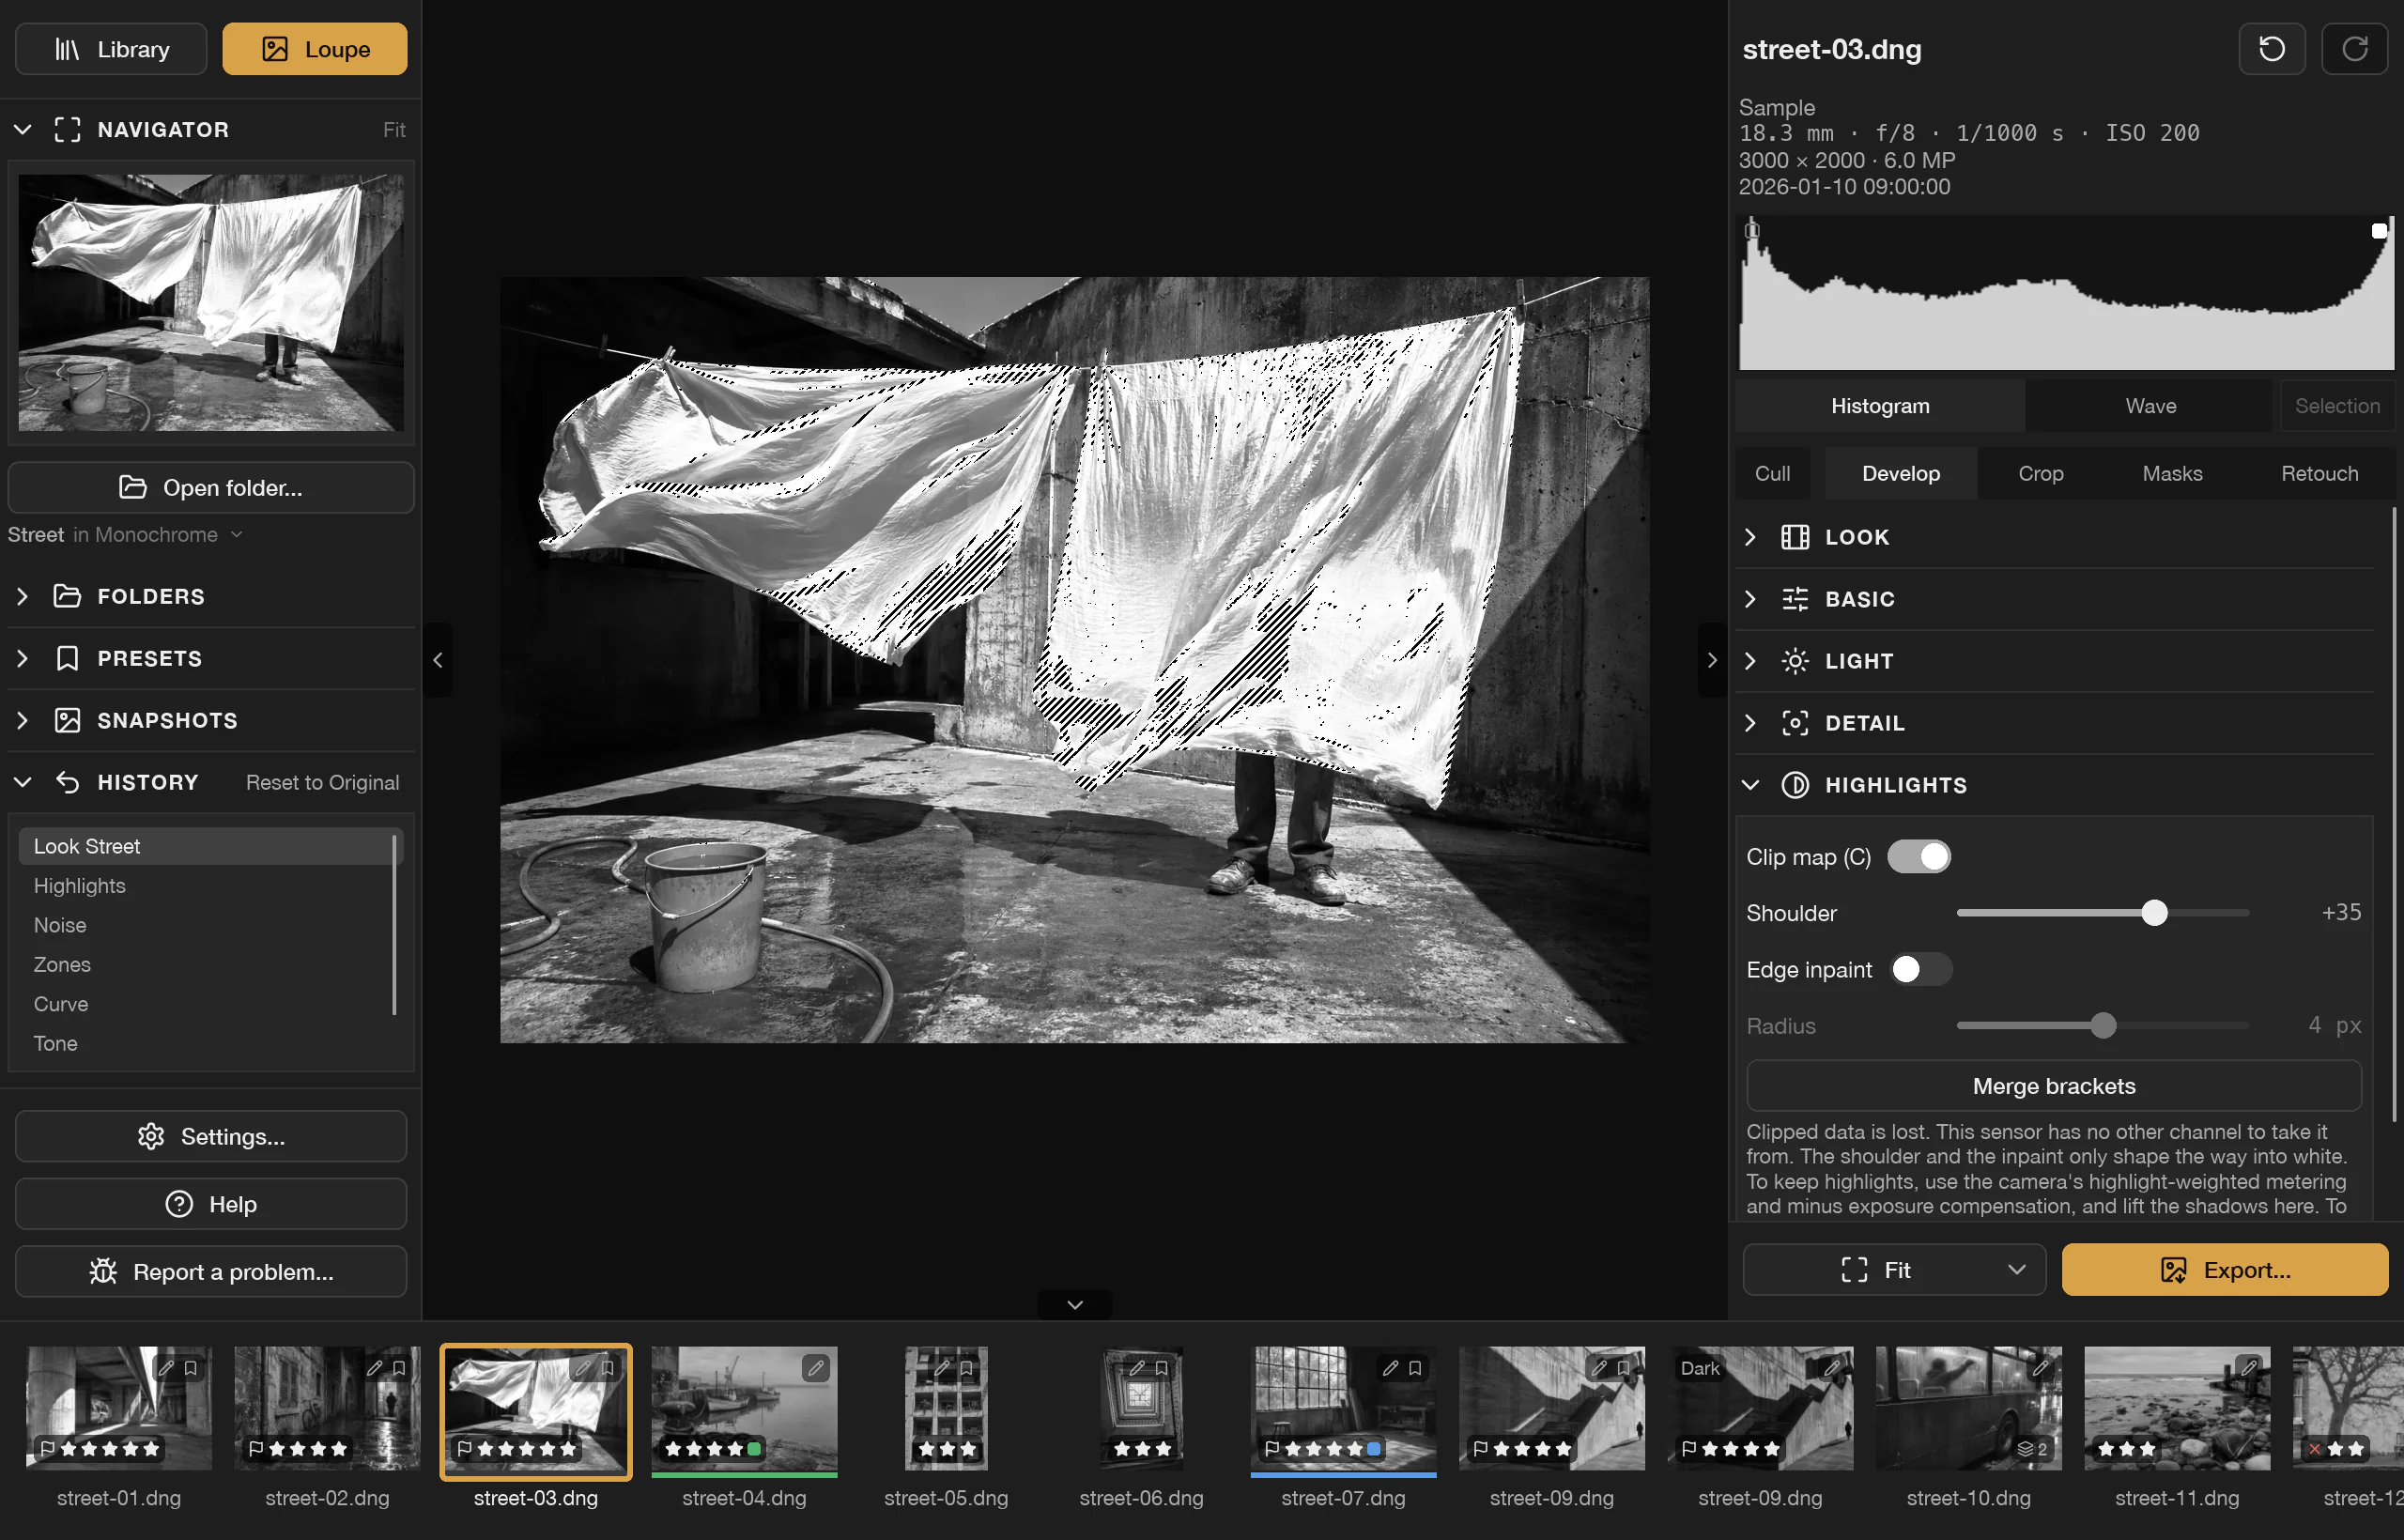 Library
Loupe
NAVIGATOR
Fit
Open folder...
Street in Monochrome
FOLDERS
PRESETS
SNAPSHOTS
HISTORY
Reset to Original
Look Street
Highlights
Noise
Zones
Curve
Tone
Settings...
Help
Report a problem...
street-03.dng
Sample
18.3 mm · f/8 · 1/1000 s · ISO 200
3000 × 2000 · 6.0 MP
2026-01-10 09:00:00
Histogram
Wave
Selection
Cull
Develop
Crop
Masks
Retouch
LOOK
BASIC
LIGHT
DETAIL
HIGHLIGHTS
Clip map (C)
Shoulder +35
Edge inpaint
Radius 4 px
Merge brackets
Clipped data is lost. This sensor has no other channel to take it
from. The shoulder and the inpaint only shape the way into white.
To keep highlights, use the camera's highlight-weighted metering
and minus exposure compensation, and lift the shadows here. To
Fit
Export...
Dark
2
street-01.dng
street-02.dng
street-03.dng
street-04.dng
street-05.dng
street-06.dng
street-07.dng
street-09.dng
street-09.dng
street-10.dng
street-11.dng
street-12